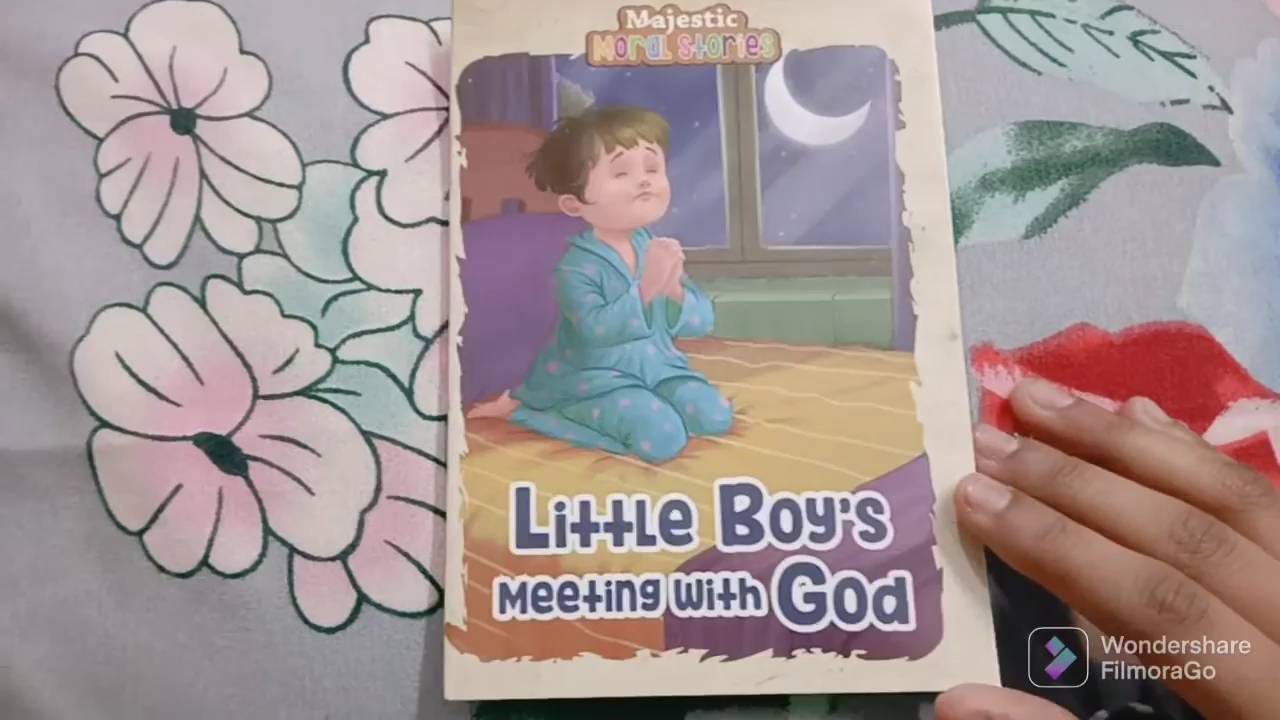 Majestic
Moral Stories
Little Boy's
Meeting with God
Wondershare
FilmoraGo